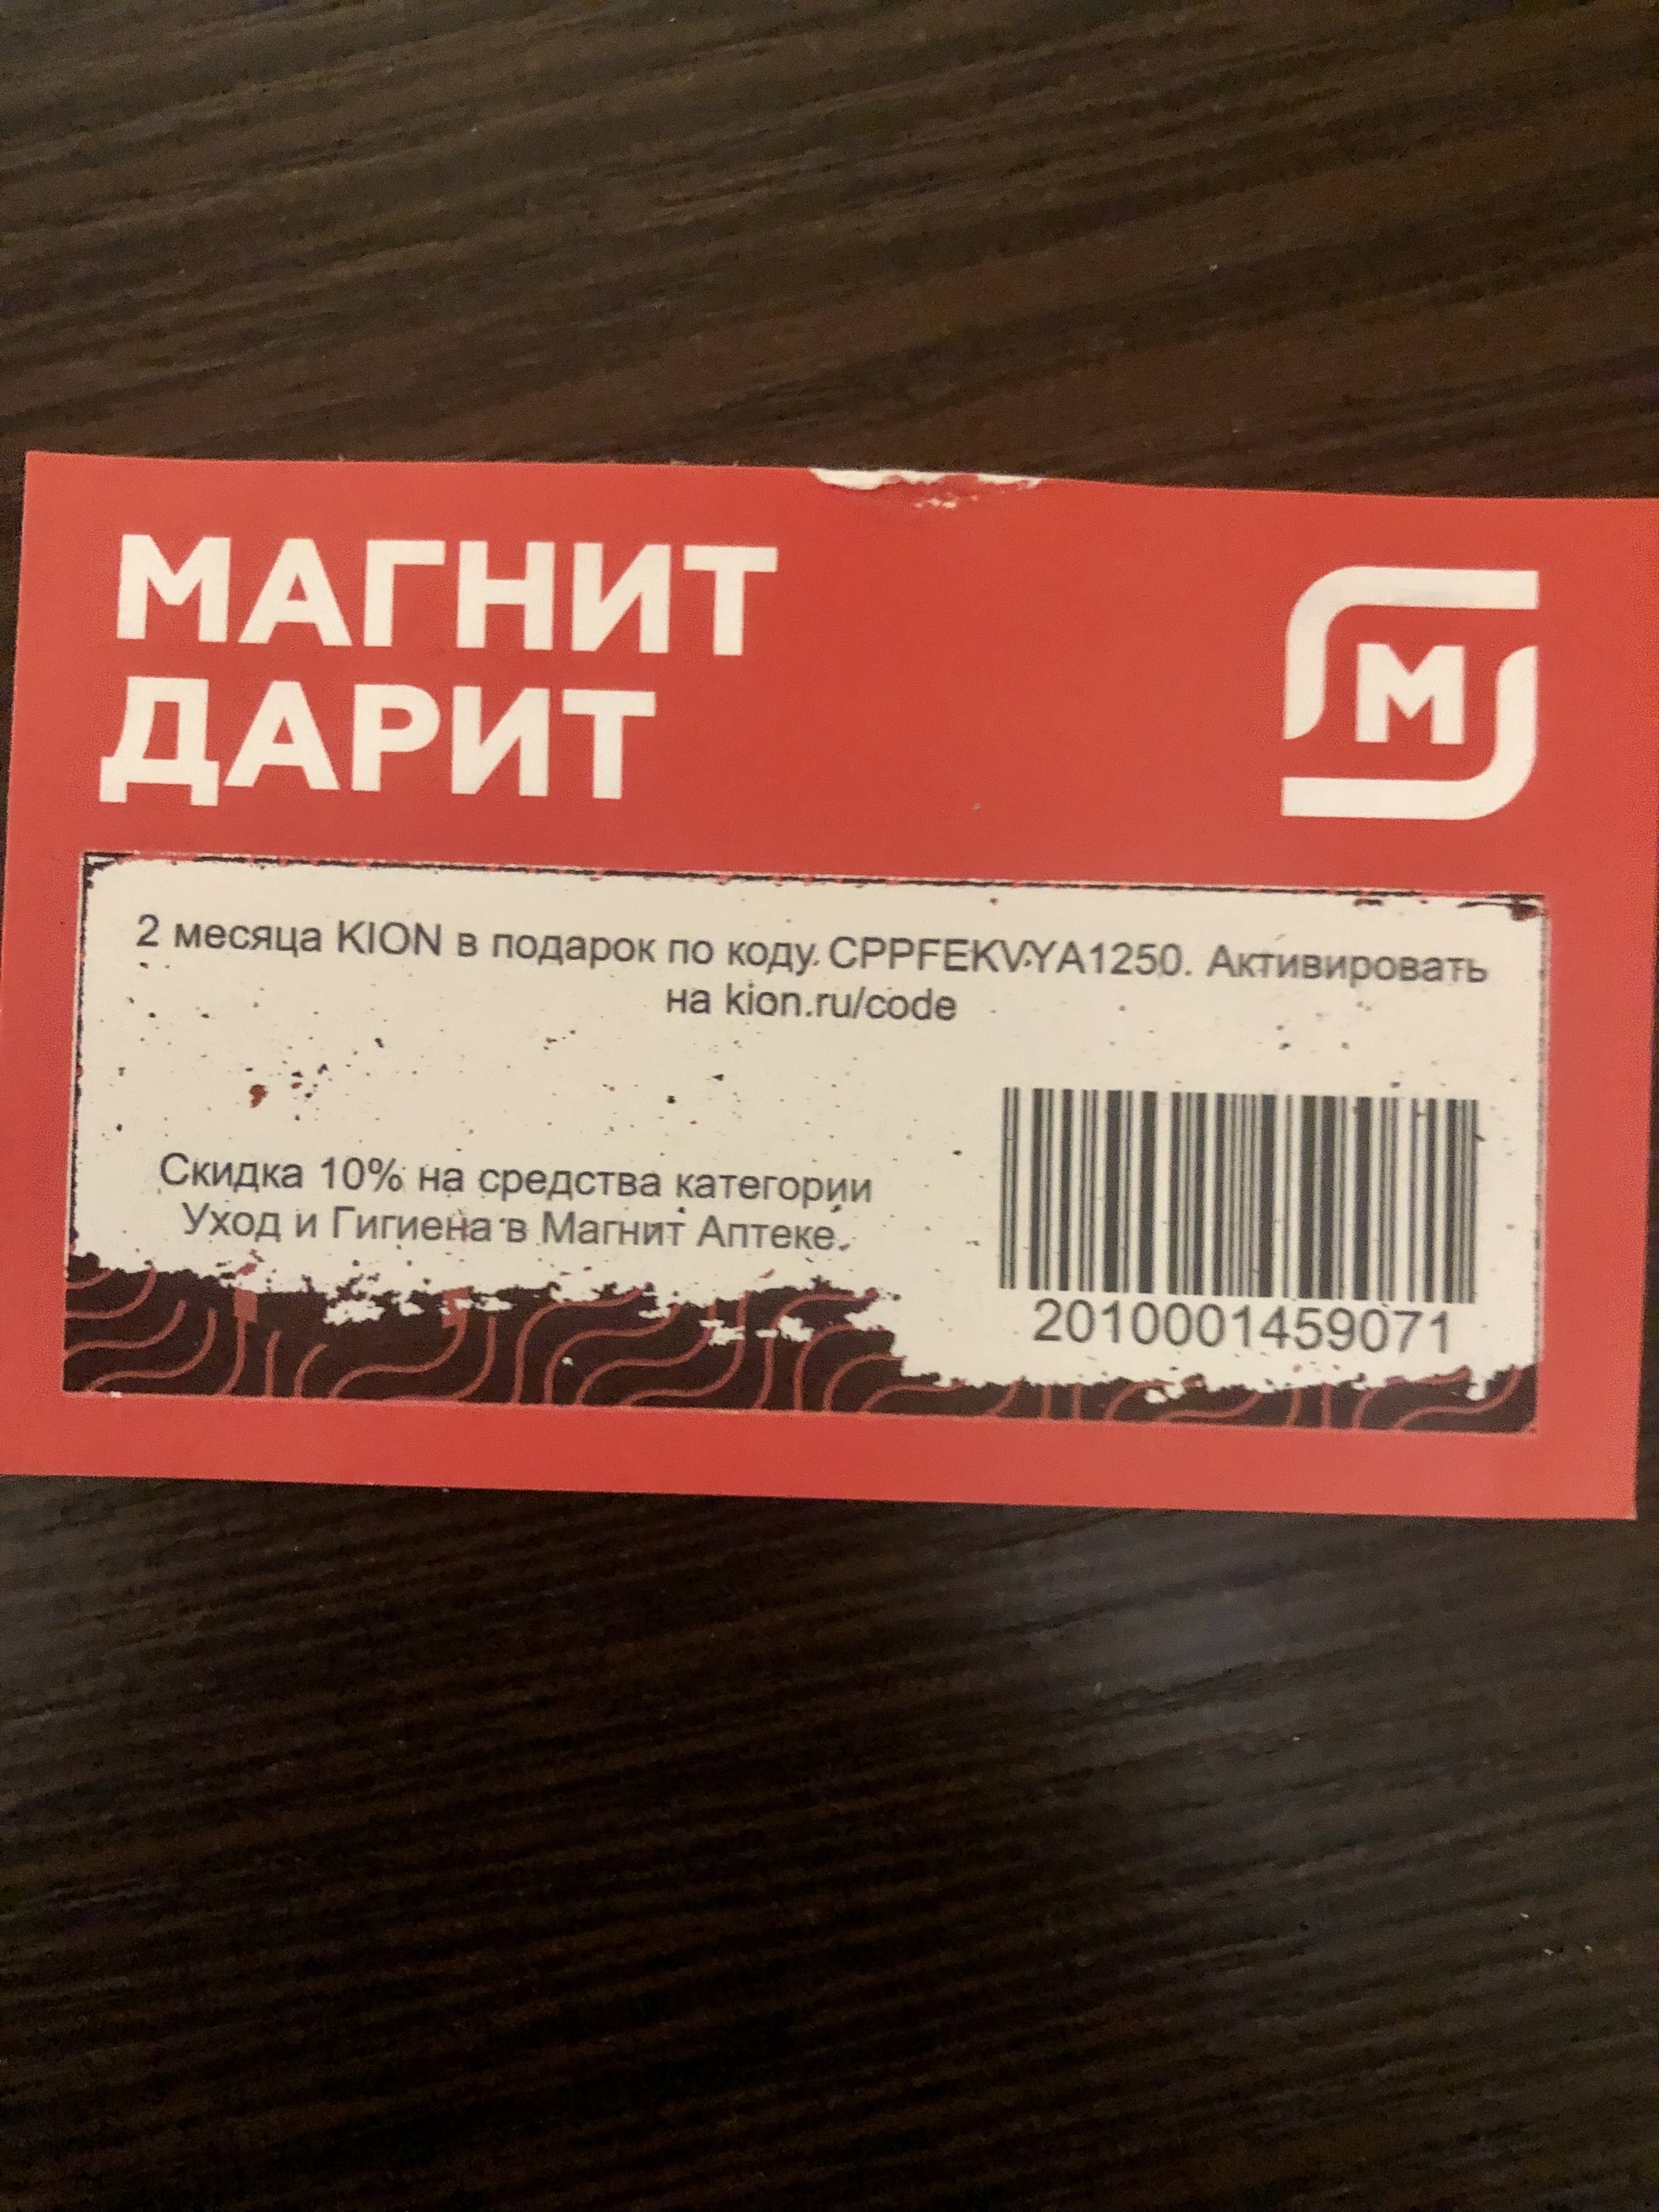 МАГНИТ
ДАРИТ
М
2 месяца KION в подарок по коду CPPFEKVYA1250. Активировать
на kion.ru/code
Скидка 10% на средства категории
Уход и Гигиена в Магнит Аптеке.
2010001459071